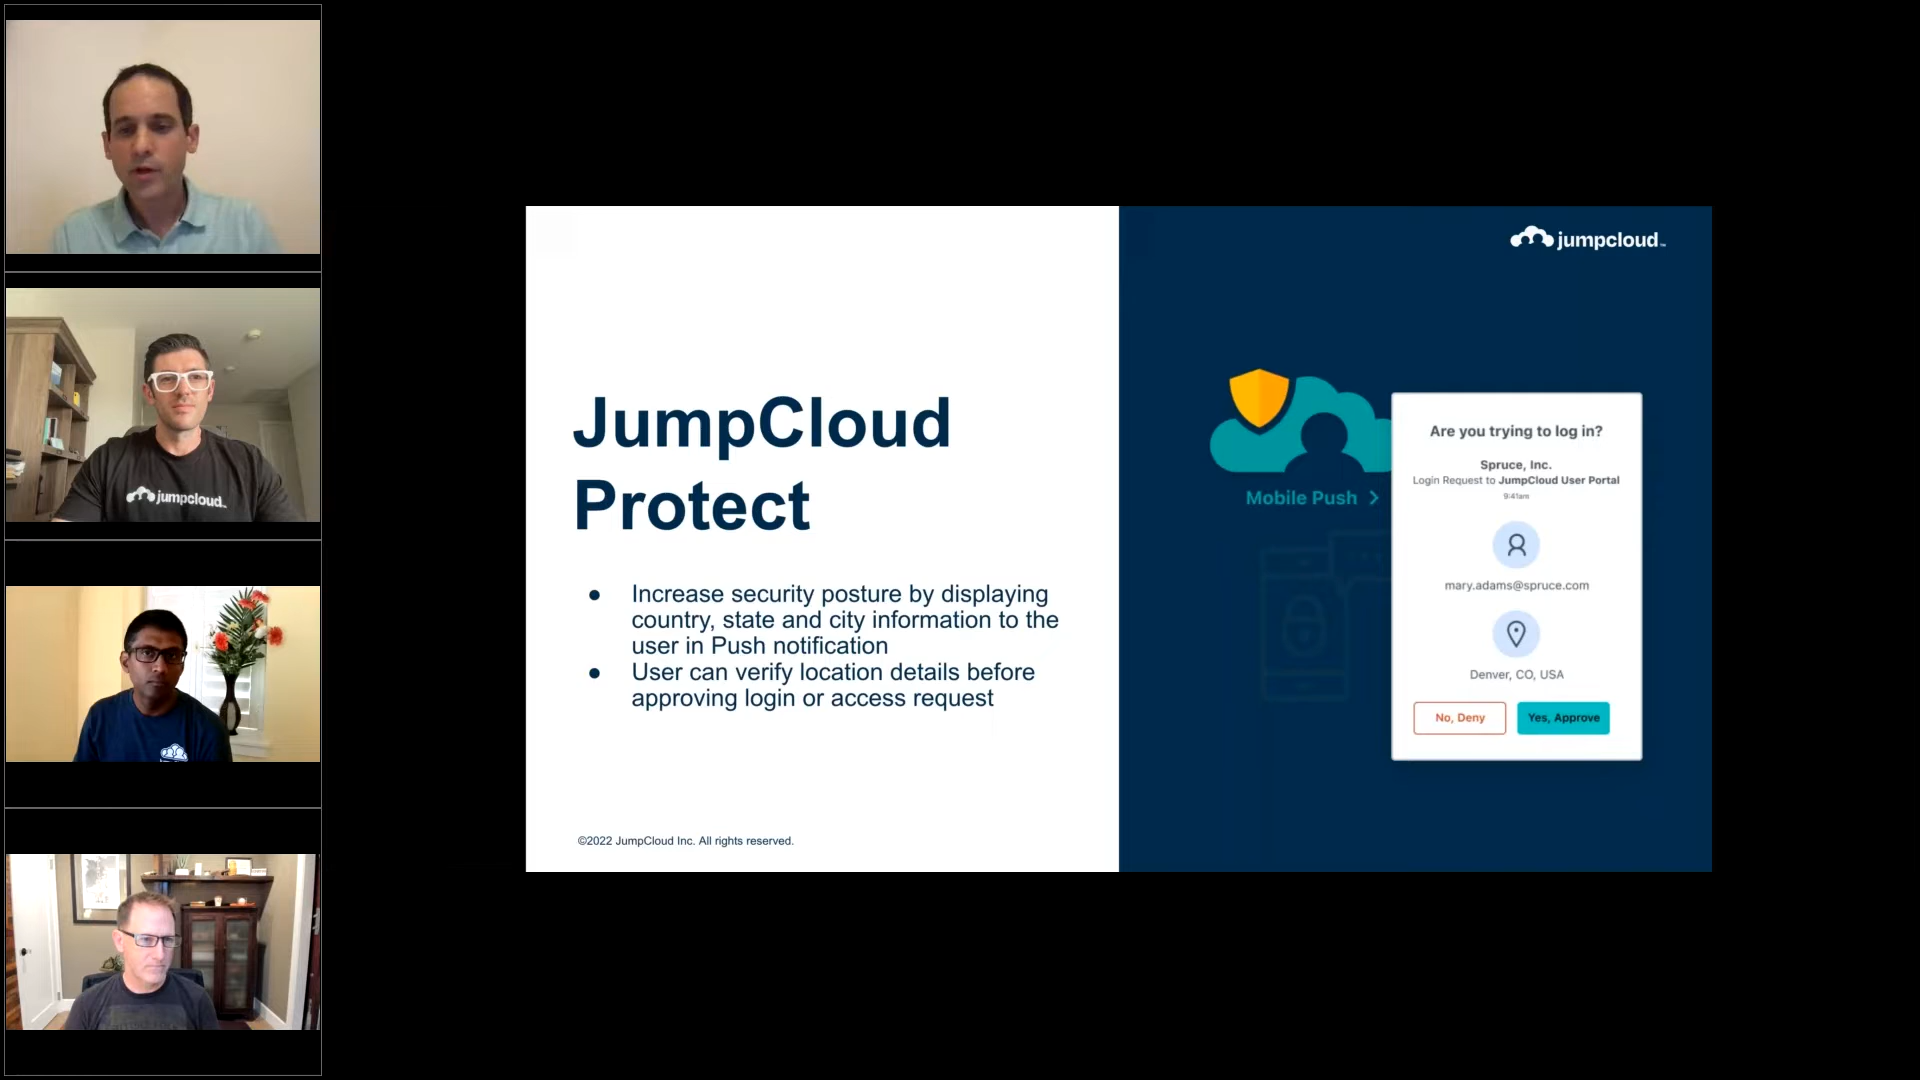 jumpcloud
jumpcloud
JumpCloud
Protect
● Increase security posture by displaying
country, state and city information to the
user in Push notification
● User can verify location details before
approving login or access request
©2022 JumpCloud Inc. All rights reserved.
Mobile Push >
Are you trying to log in?
Spruce, Inc.
Login Request to JumpCloud User Portal
9:41am
mary.adams@spruce.com
Denver, CO, USA
No, Deny
Yes, Approve